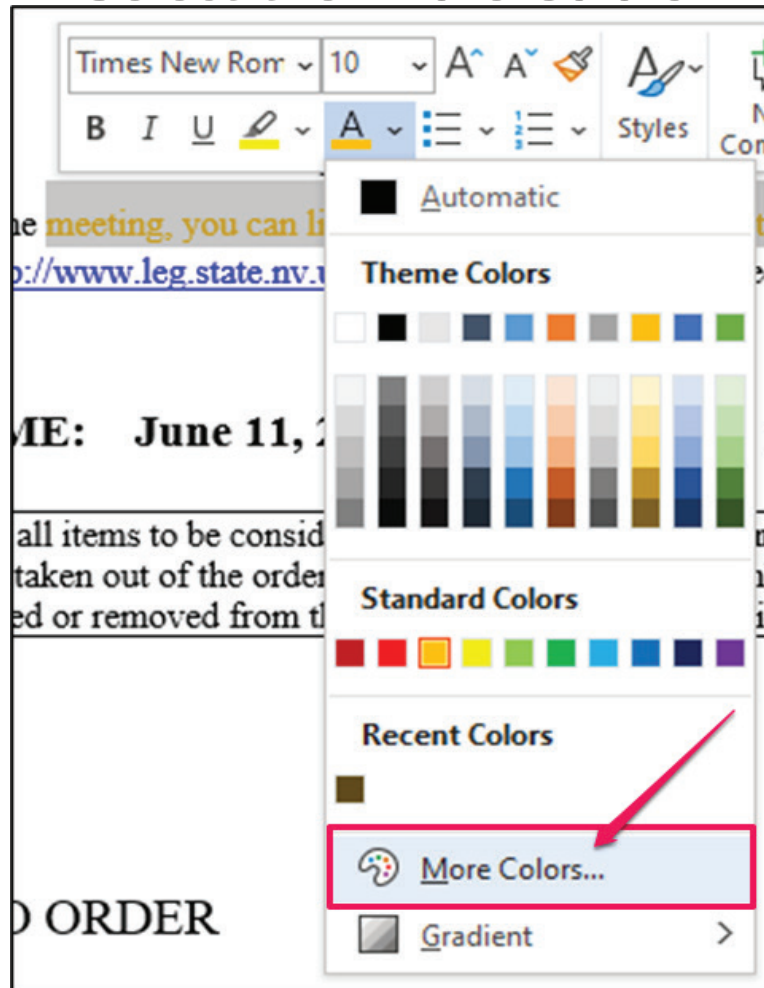 Times New Rom 10
B I U Styles
Automatic
he meeting, you can li
p://www.leg.state.nv.u
Theme Colors
ME: June 11, 2
all items to be consid
taken out of the order
ed or removed from th
Standard Colors
Recent Colors
More Colors...
O ORDER
Gradient